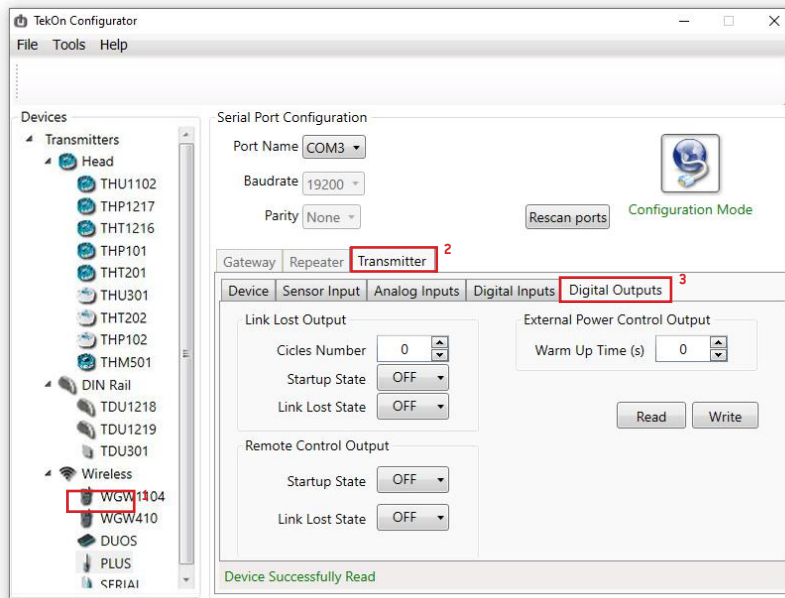 TekOn Configurator
File Tools Help
Devices
Transmitters
Head
THU1102
THP1217
THT1216
THP101
THT201
THU301
THT202
THP102
THM501
DIN Rail
TDU1218
TDU1219
TDU301
Wireless
WGW1404
1
WGW410
DUOS
PLUS
SERIAL
Serial Port Configuration
Port Name COM3
Baudrate 19200
Parity None
Rescan ports
Configuration Mode
Gateway Repeater Transmitter 2
Device Sensor Input Analog Inputs Digital Inputs Digital Outputs 3
Link Lost Output
Cicles Number 0
Startup State OFF
Link Lost State OFF
Remote Control Output
Startup State OFF
Link Lost State OFF
External Power Control Output
Warm Up Time (s) 0
Read Write
Device Successfully Read